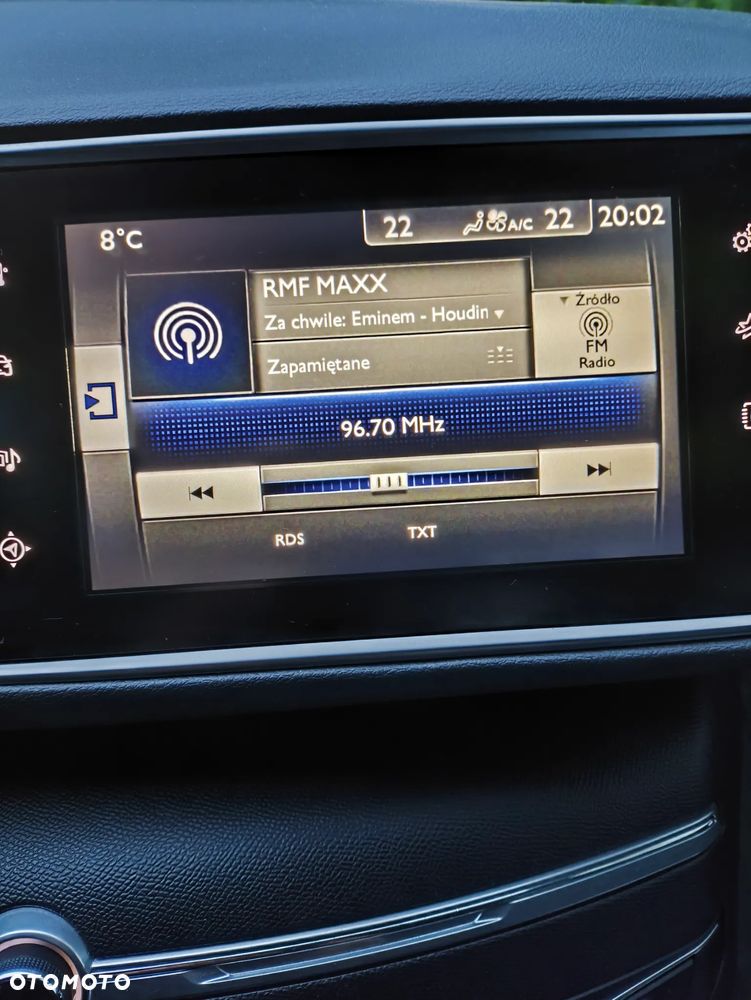 8°C
22 A/C 22 20:02
RMF MAXX
Za chwile: Eminem - Houdin
Zapamiętane
Źródło
FM
Radio
96.70 MHz
RDS TXT
OTOMOTO